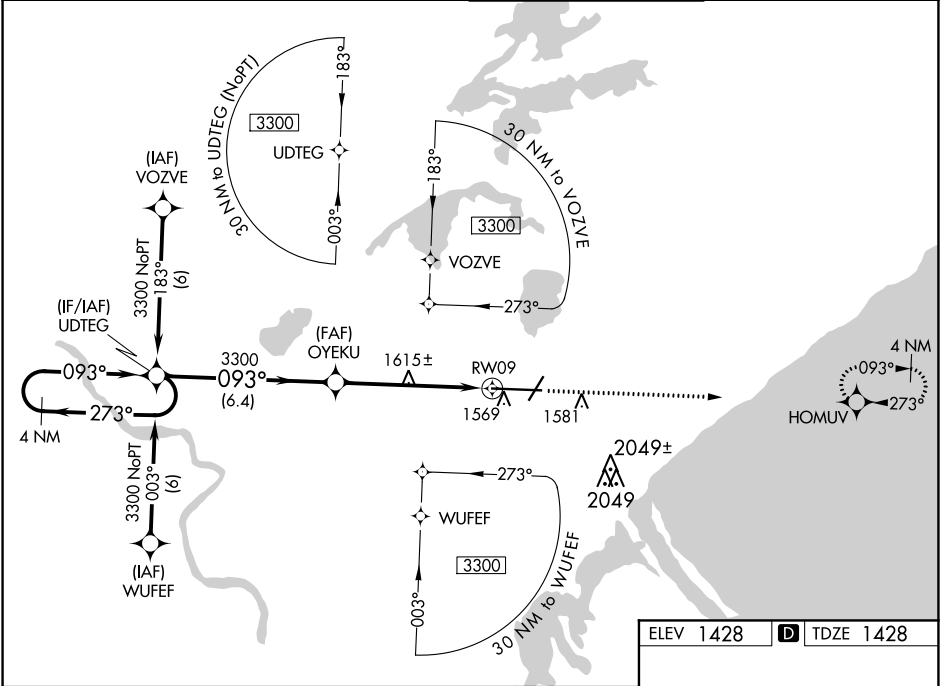 30 NM to UDTEG (NoPT)
183°
3300
UDTEG
003°
(IAF)
VOZVE
30 NM to VOZVE
183°
3300
VOZVE
273°
3300 NoPT
183°
(6)
(IF/IAF)
UDTEG
(FAF)
OYEKU
093°
3300
093°
(6.4)
1615±
RW09
1569
1581
4 NM
093°
273°
HOMUV
273°
4 NM
3300 NoPT
003°
(6)
(IAF)
WUFEF
273°
WUFEF
3300
003°
30 NM to WUFEF
2049±
2049
ELEV 1428 D TDZE 1428